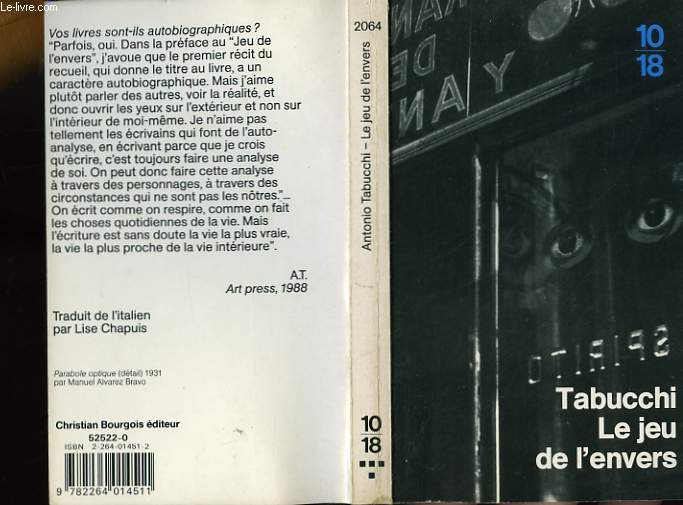 Le-livre.com
Vos livres sont-ils autobiographiques ?
"Parfois, oui. Dans la préface au "Jeu de
l'envers", j'avoue que le premier récit du
recueil, qui donne le titre au livre, a un
caractère autobiographique. Mais j'aime
plutôt parler des autres, voir la réalité, et
donc ouvrir les yeux sur l'extérieur et non sur
l'intérieur de moi-même. Je n'aime pas
tellement les écrivains qui font de l'auto-
analyse, en écrivant parce que je crois
qu'écrire, c'est toujours faire une analyse
de soi. On peut donc faire cette analyse
à travers des personnages, à travers des
circonstances qui ne sont pas les nôtres."_
On écrit comme on respire, comme on fait
les choses quotidiennes de la vie. Mais
l'écriture est sans doute la vie la plus vraie,
la vie la plus proche de la vie intérieure".
A.T.
Art press, 1988
Traduit de l'italien
par Lise Chapuis
Parabole optique (détail) 1931
par Manuel Alvarez Bravo
Christian Bourgois éditeur
52522-0
ISBN 2-264-01451-2
9 782264 014511
2064
Antonio Tabucchi – Le jeu de l'envers
10
18
10
18
DE
SPIRITO
Tabucchi
Le jeu
de l'envers